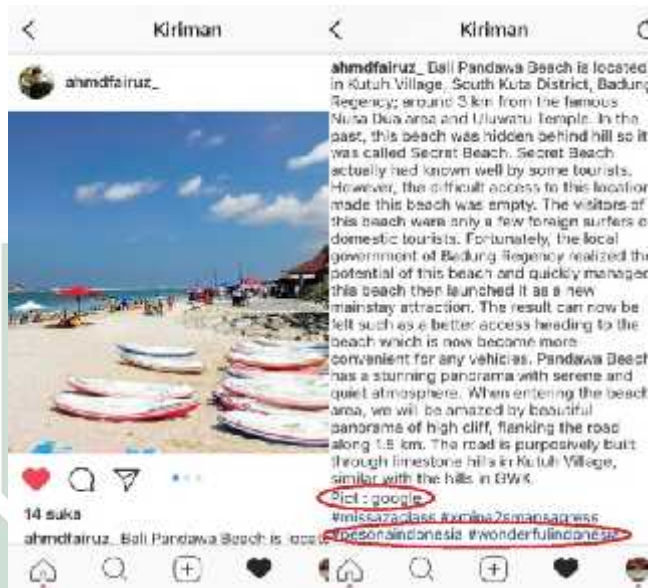 Kiriman
ahmdfairuz_
14 suka
ahmdfairuz_ Bali Pandawa Beach is locate
Kiriman
ahmdfairuz_ Bali Pandawa Beach is located
in Kutuh Village, South Kuta District, Badung
Regency; around 3 km from the famous
Nusa Dua area and Uluwatu Temple. In the
past, this beach was hidden behind hill so it
was called Secret Beach. Secret Beach
actually had known well by some tourists.
However, the difficult access to this location
made this beach was empty. The visitors of
this beach were only a few foreign surfers o
domestic tourists. Fortunately, the local
government of Badung Regency realized the
potential of this beach and quickly managed
this beach then launched it as a new
mainstay attraction. The result can now be
felt such as a better access heading to the
beach which is now become more
convenient for any vehicles. Pandawa Beach
has a stunning panorama with serene and
quiet atmosphere. When entering the beach
area, we will be amazed by beautiful
panorama of high cliff, flanking the road
along 1.5 km. The road is purposively built
through limestone hills in Kutuh Village,
similar with the hills in GWK.
Pict : google
#missazaclass #xmipa2smansagress
#pesonaindonesia #wonderfulindonesia